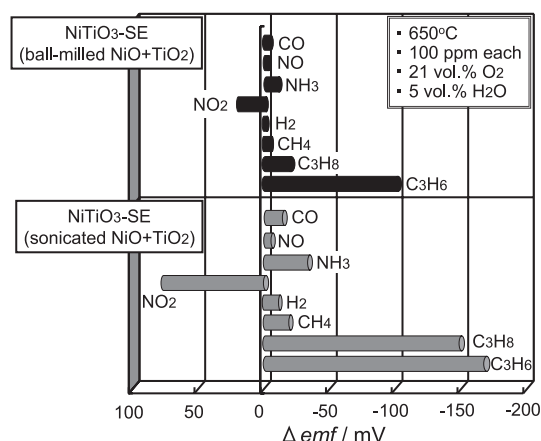 NiTiO3-SE
(ball-milled NiO+TiO2)
CO
NO
NH3
NO2
H2
CH4
C3H8
C3H6
▪ 650oC
▪ 100 ppm each
▪ 21 vol.% O2
▪ 5 vol.% H2O
NiTiO3-SE
(sonicated NiO+TiO2)
CO
NO
NH3
NO2
H2
CH4
C3H8
C3H6
100 50 0 -50 -100 -150 -200
Δ emf / mV